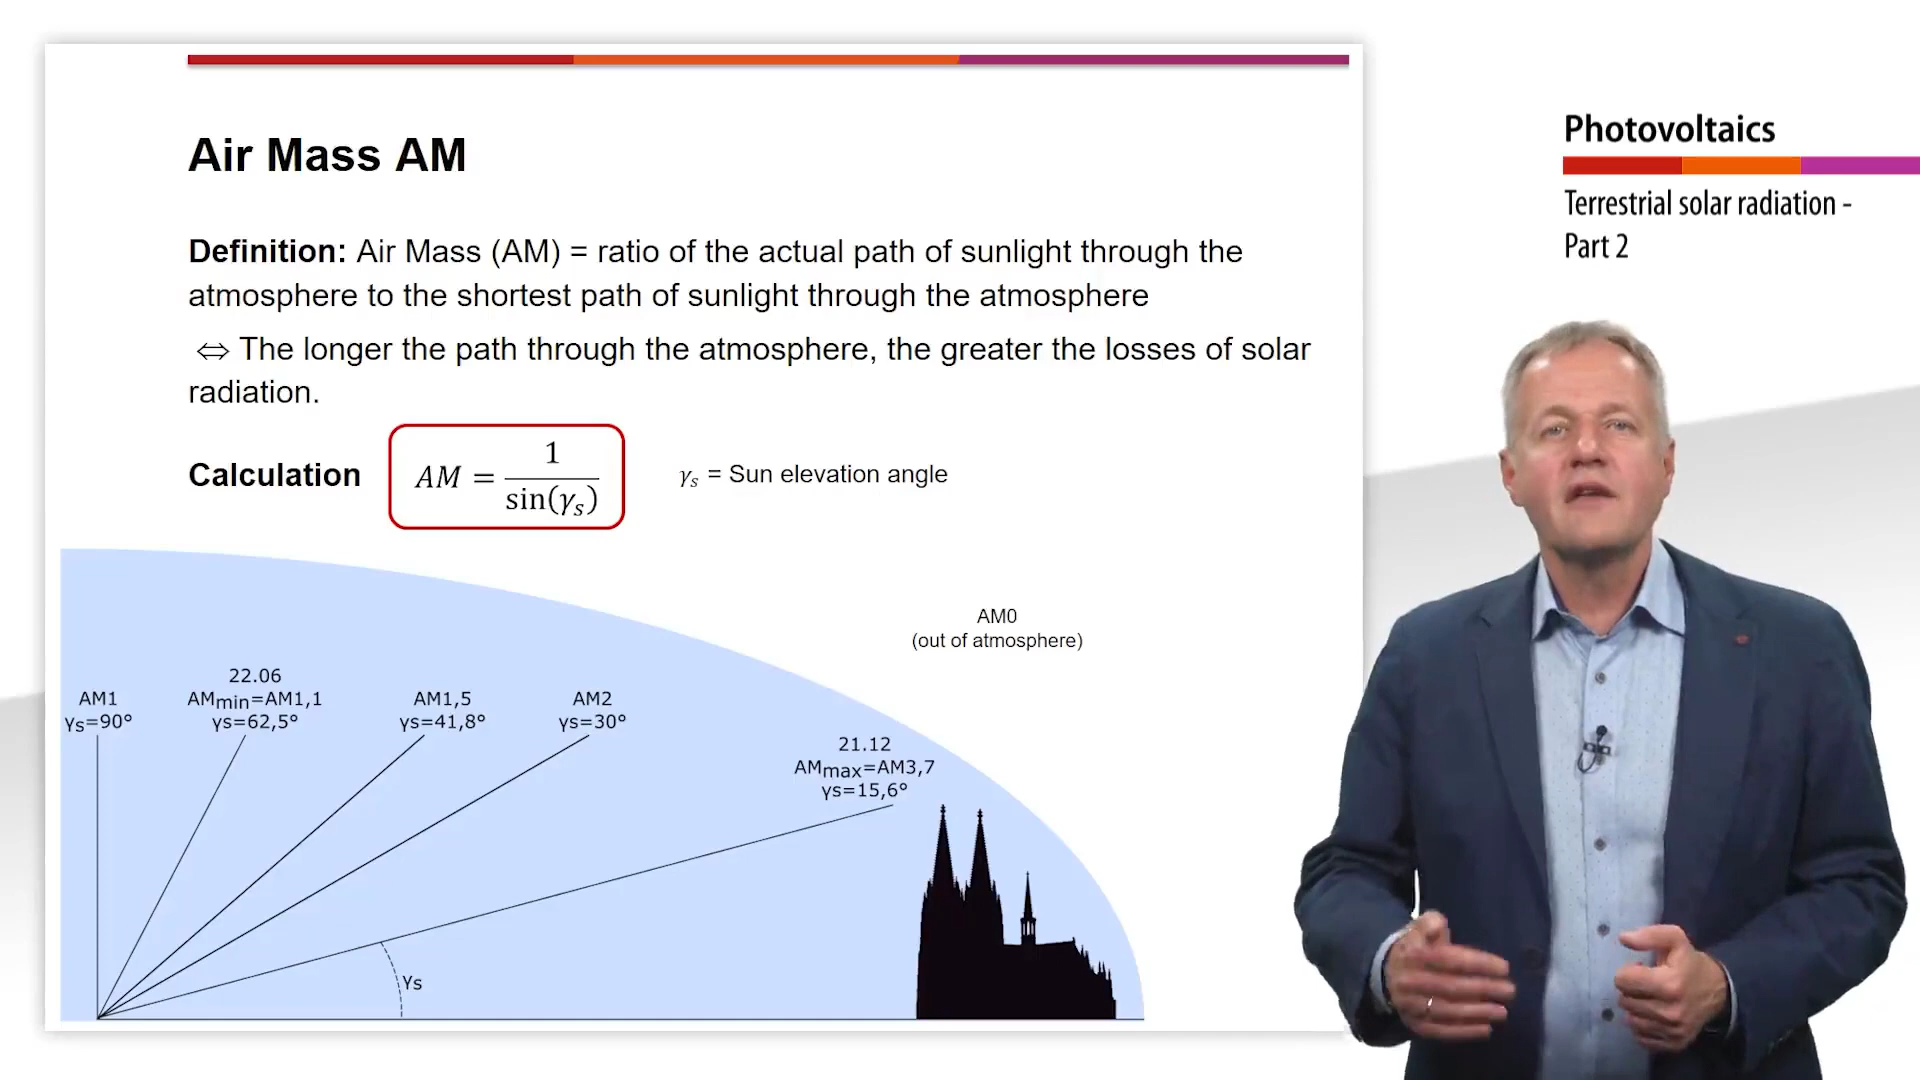 Air Mass AM
Definition: Air Mass (AM) = ratio of the actual path of sunlight through the
atmosphere to the shortest path of sunlight through the atmosphere
⇔ The longer the path through the atmosphere, the greater the losses of solar
radiation.
Calculation AM = 1 / sin(γs) γs = Sun elevation angle
AM0
(out of atmosphere)
AM1
γs=90°
22.06
AMmin=AM1,1
γs=62,5°
AM1,5
γs=41,8°
AM2
γs=30°
21.12
AMmax=AM3,7
γs=15,6°
γs
Photovoltaics
Terrestrial solar radiation -
Part 2